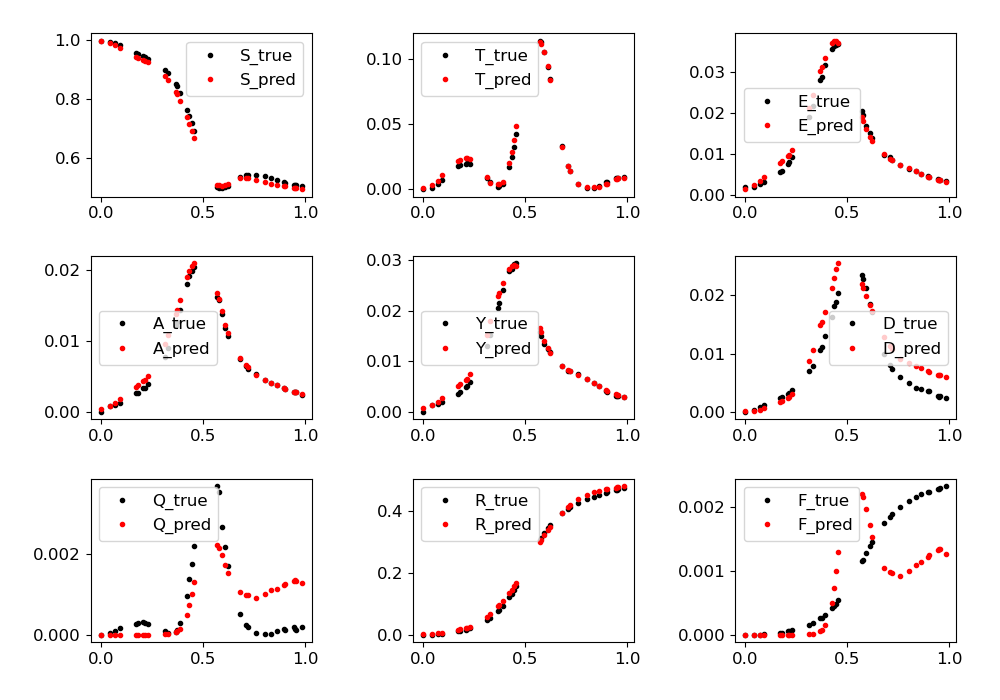 1.0
0.8
0.6
S_true
S_pred
0.0 0.5 1.0
0.10
0.05
0.00
T_true
T_pred
0.0 0.5 1.0
0.03
0.02
0.01
0.00
E_true
E_pred
0.0 0.5 1.0
0.02
0.01
0.00
A_true
A_pred
0.0 0.5 1.0
0.03
0.02
0.01
0.00
Y_true
Y_pred
0.0 0.5 1.0
0.02
0.01
0.00
D_true
D_pred
0.0 0.5 1.0
0.002
0.000
Q_true
Q_pred
0.0 0.5 1.0
0.4
0.2
0.0
R_true
R_pred
0.0 0.5 1.0
0.002
0.001
0.000
F_true
F_pred
0.0 0.5 1.0